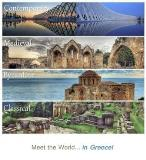 Contemporary
Medieval
Byzantine
Classical
Meet the World... in Greece!